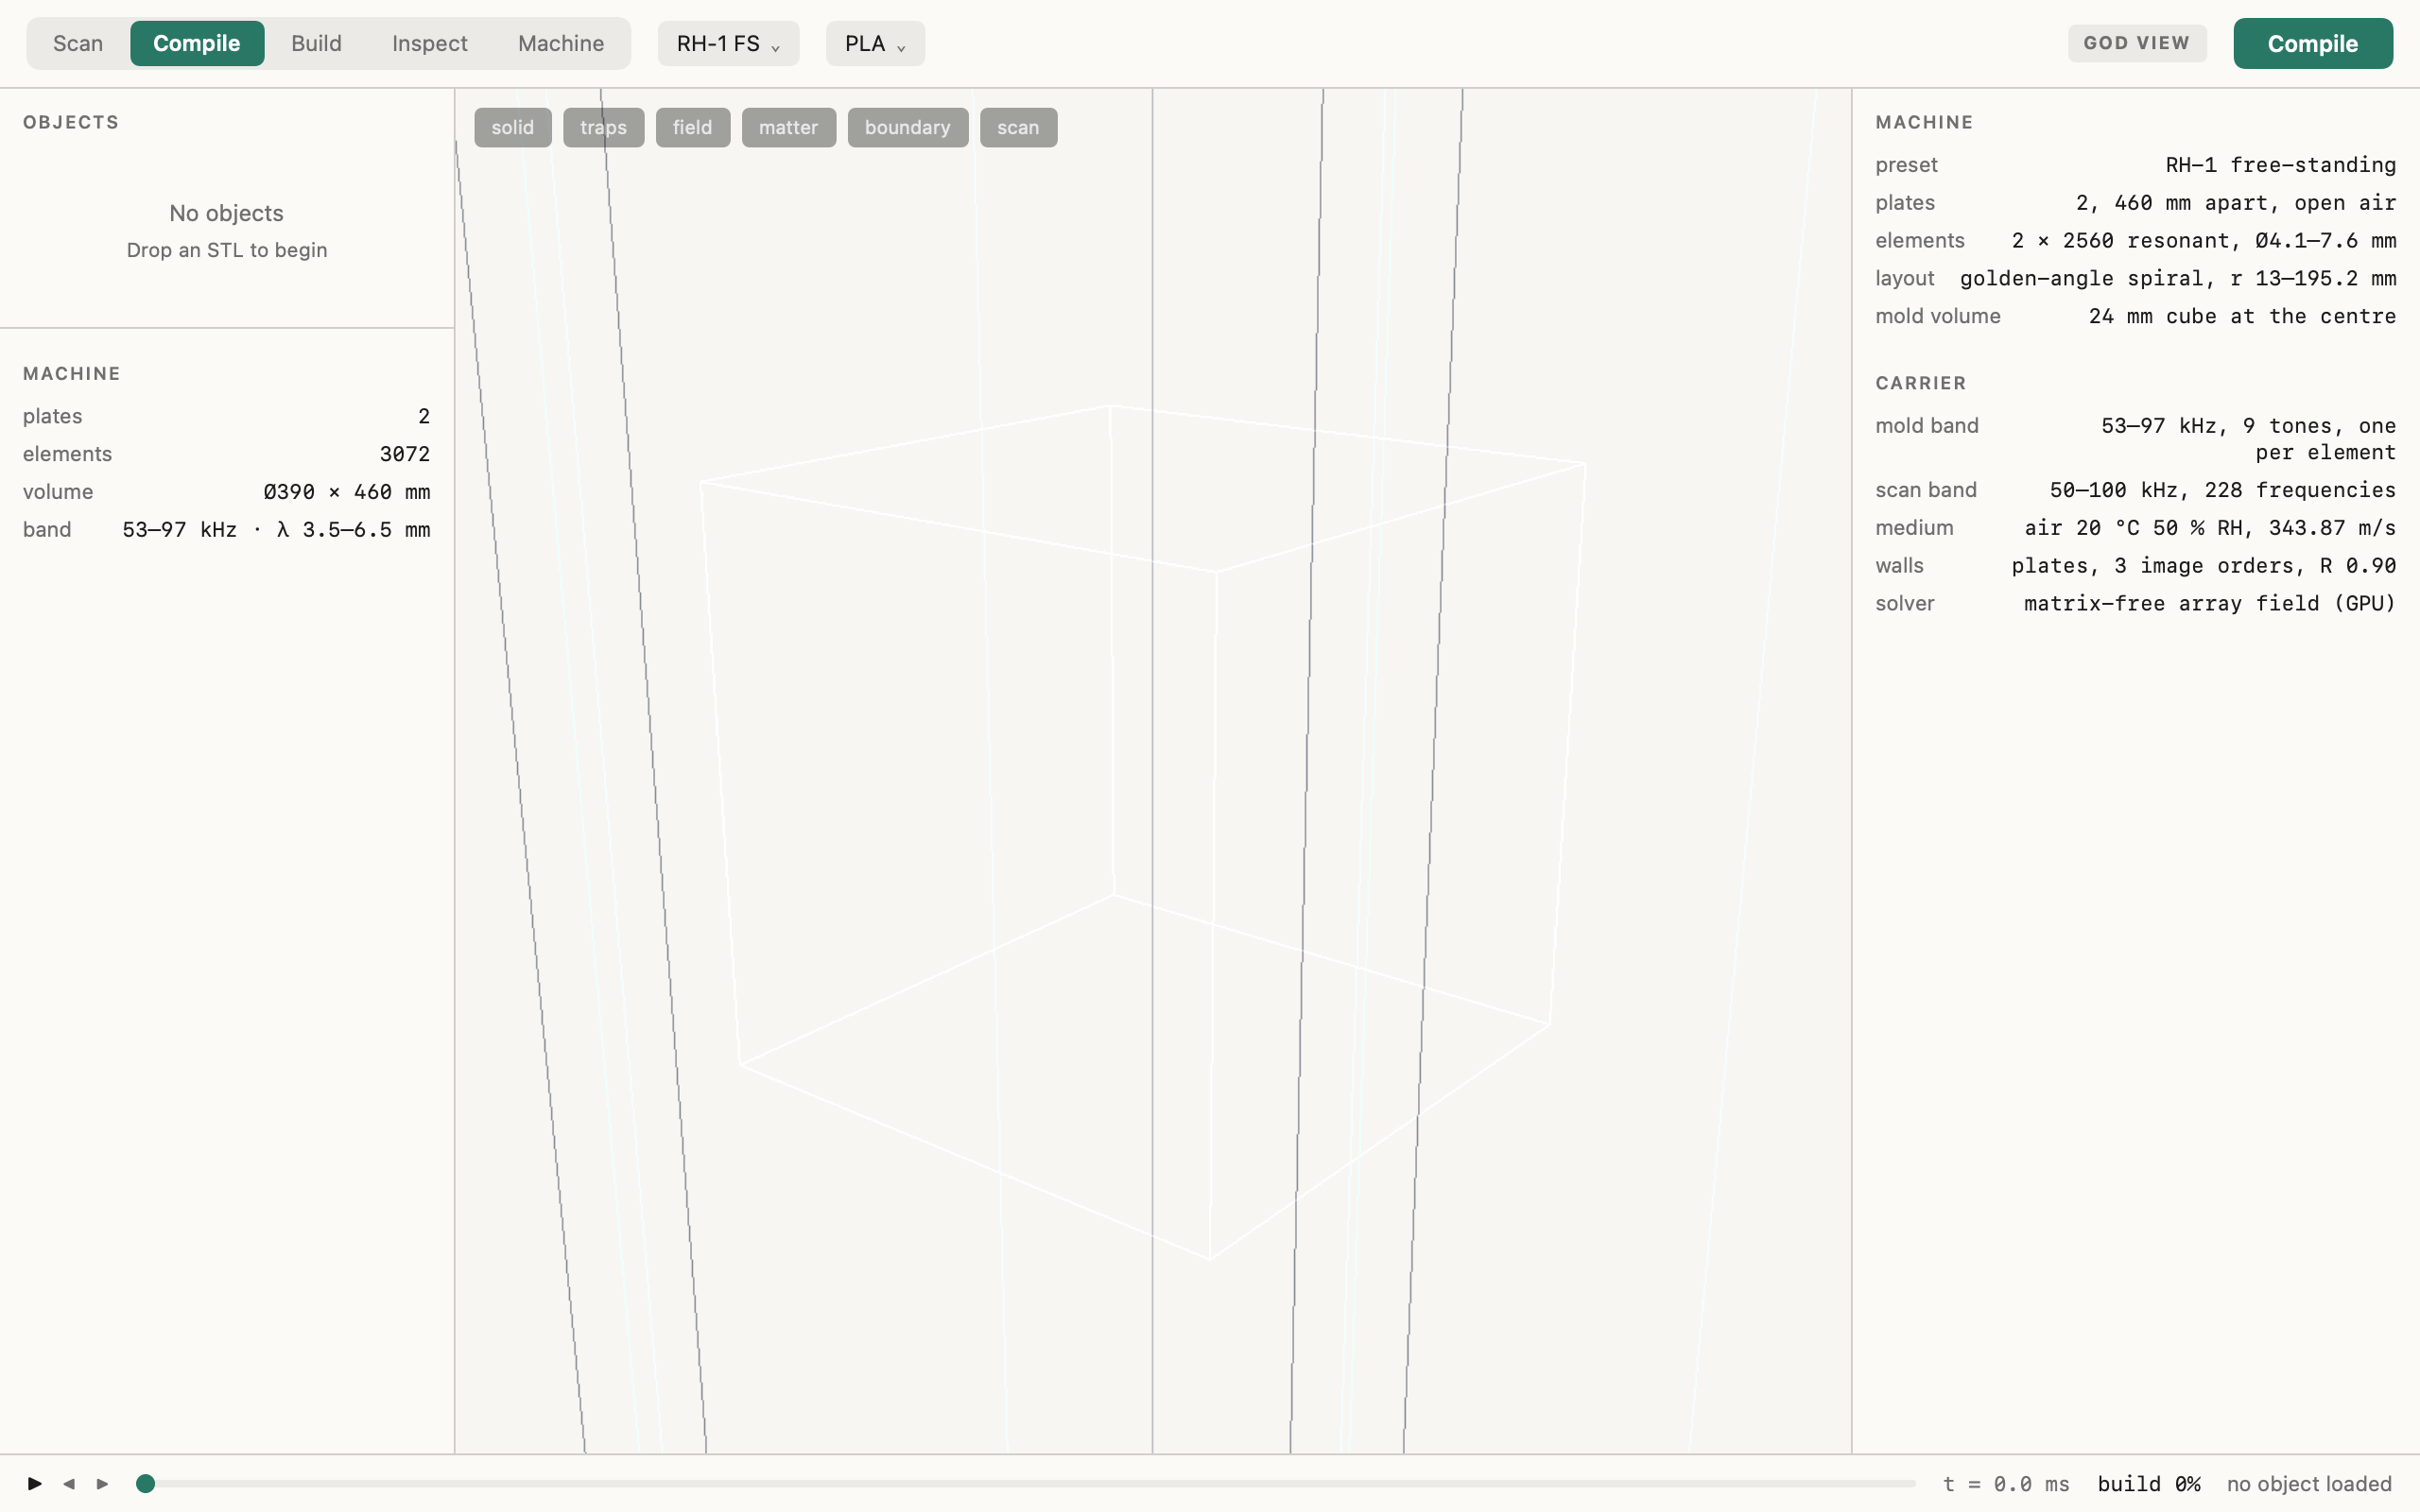 Scan Compile Build Inspect Machine RH-1 FS PLA GOD VIEW Compile
OBJECTS
No objects
Drop an STL to begin
MACHINE
plates 2
elements 3072
volume Ø390 × 460 mm
band 53–97 kHz · λ 3.5–6.5 mm
solid traps field matter boundary scan
MACHINE
preset RH-1 free-standing
plates 2, 460 mm apart, open air
elements 2 × 2560 resonant, Ø4.1–7.6 mm
layout golden-angle spiral, r 13–195.2 mm
mold volume 24 mm cube at the centre
CARRIER
mold band 53–97 kHz, 9 tones, one
per element
scan band 50–100 kHz, 228 frequencies
medium air 20 °C 50 % RH, 343.87 m/s
walls plates, 3 image orders, R 0.90
solver matrix-free array field (GPU)
t = 0.0 ms build 0% no object loaded